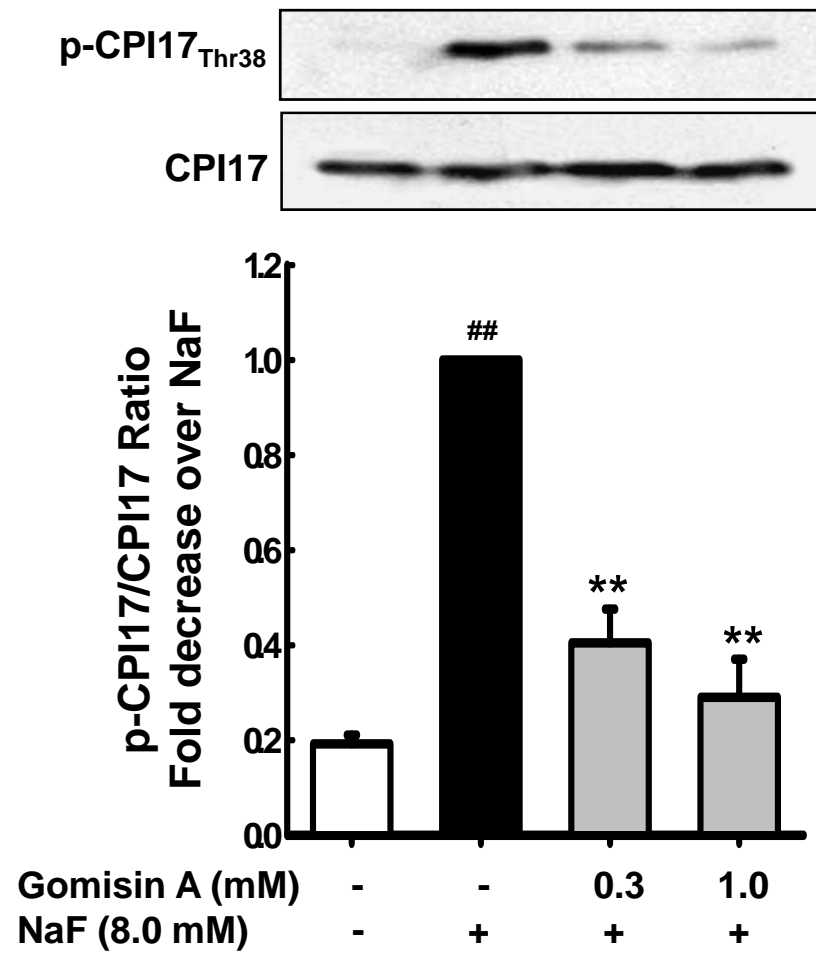 p-CPI17Thr38
CPI17
p-CPI17/CPI17 Ratio
Fold decrease over NaF
1.2
1.0
0.8
0.6
0.4
0.2
0.0
##
**
**
Gomisin A (mM) - - 0.3 1.0
NaF (8.0 mM) - + + +